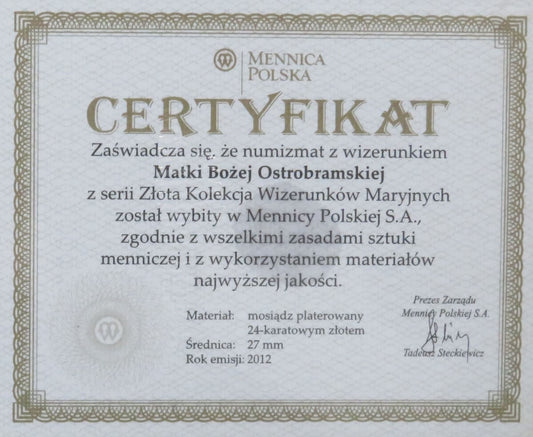 MENNICA
POLSKA
CERTYFIKAT
Zaświadcza się, że numizmat z wizerunkiem
Matki Bożej Ostrobramskiej
z serii Złota Kolekcja Wizerunków Maryjnych
został wybity w Mennicy Polskiej S.A.,
zgodnie z wszelkimi zasadami sztuki
menniczej i z wykorzystaniem materiałów
najwyższej jakości.
Materiał: mosiądz platerowany
24-karatowym złotem
Średnica: 27 mm
Rok emisji: 2012
Prezes Zarządu
Mennicy Polskiej S.A.
Tadeusz Steckiewicz